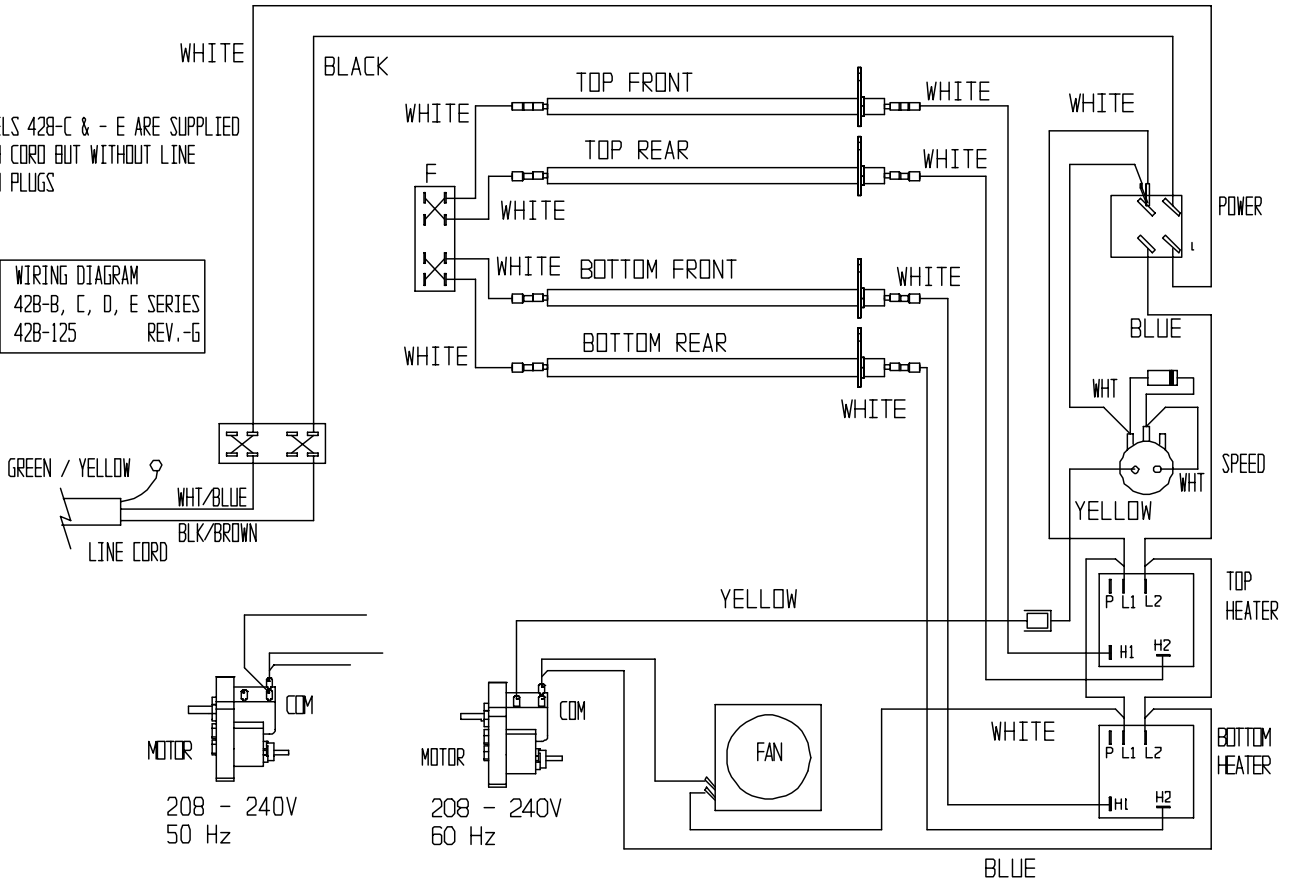 WHITE
BLACK
ELS 428-C & - E ARE SUPPLIED
CORD BUT WITHOUT LINE
PLUGS
WIRING DIAGRAM
42B-B, C, D, E SERIES
42B-125 REV.-G
TOP FRONT
WHITE
WHITE
TOP REAR
WHITE
WHITE
F
WHITE
BOTTOM FRONT
WHITE
BOTTOM REAR
WHITE
WHITE
WHITE
POWER
BLUE
WHT
SPEED
WHT
YELLOW
GREEN / YELLOW
WHT/BLUE
BLK/BROWN
LINE CORD
YELLOW
TOP
HEATER
P L1 L2
H1 H2
COM
MOTOR
208 - 240V
50 Hz
COM
MOTOR
208 - 240V
60 Hz
FAN
WHITE
BOTTOM
HEATER
P L1 L2
H1 H2
BLUE